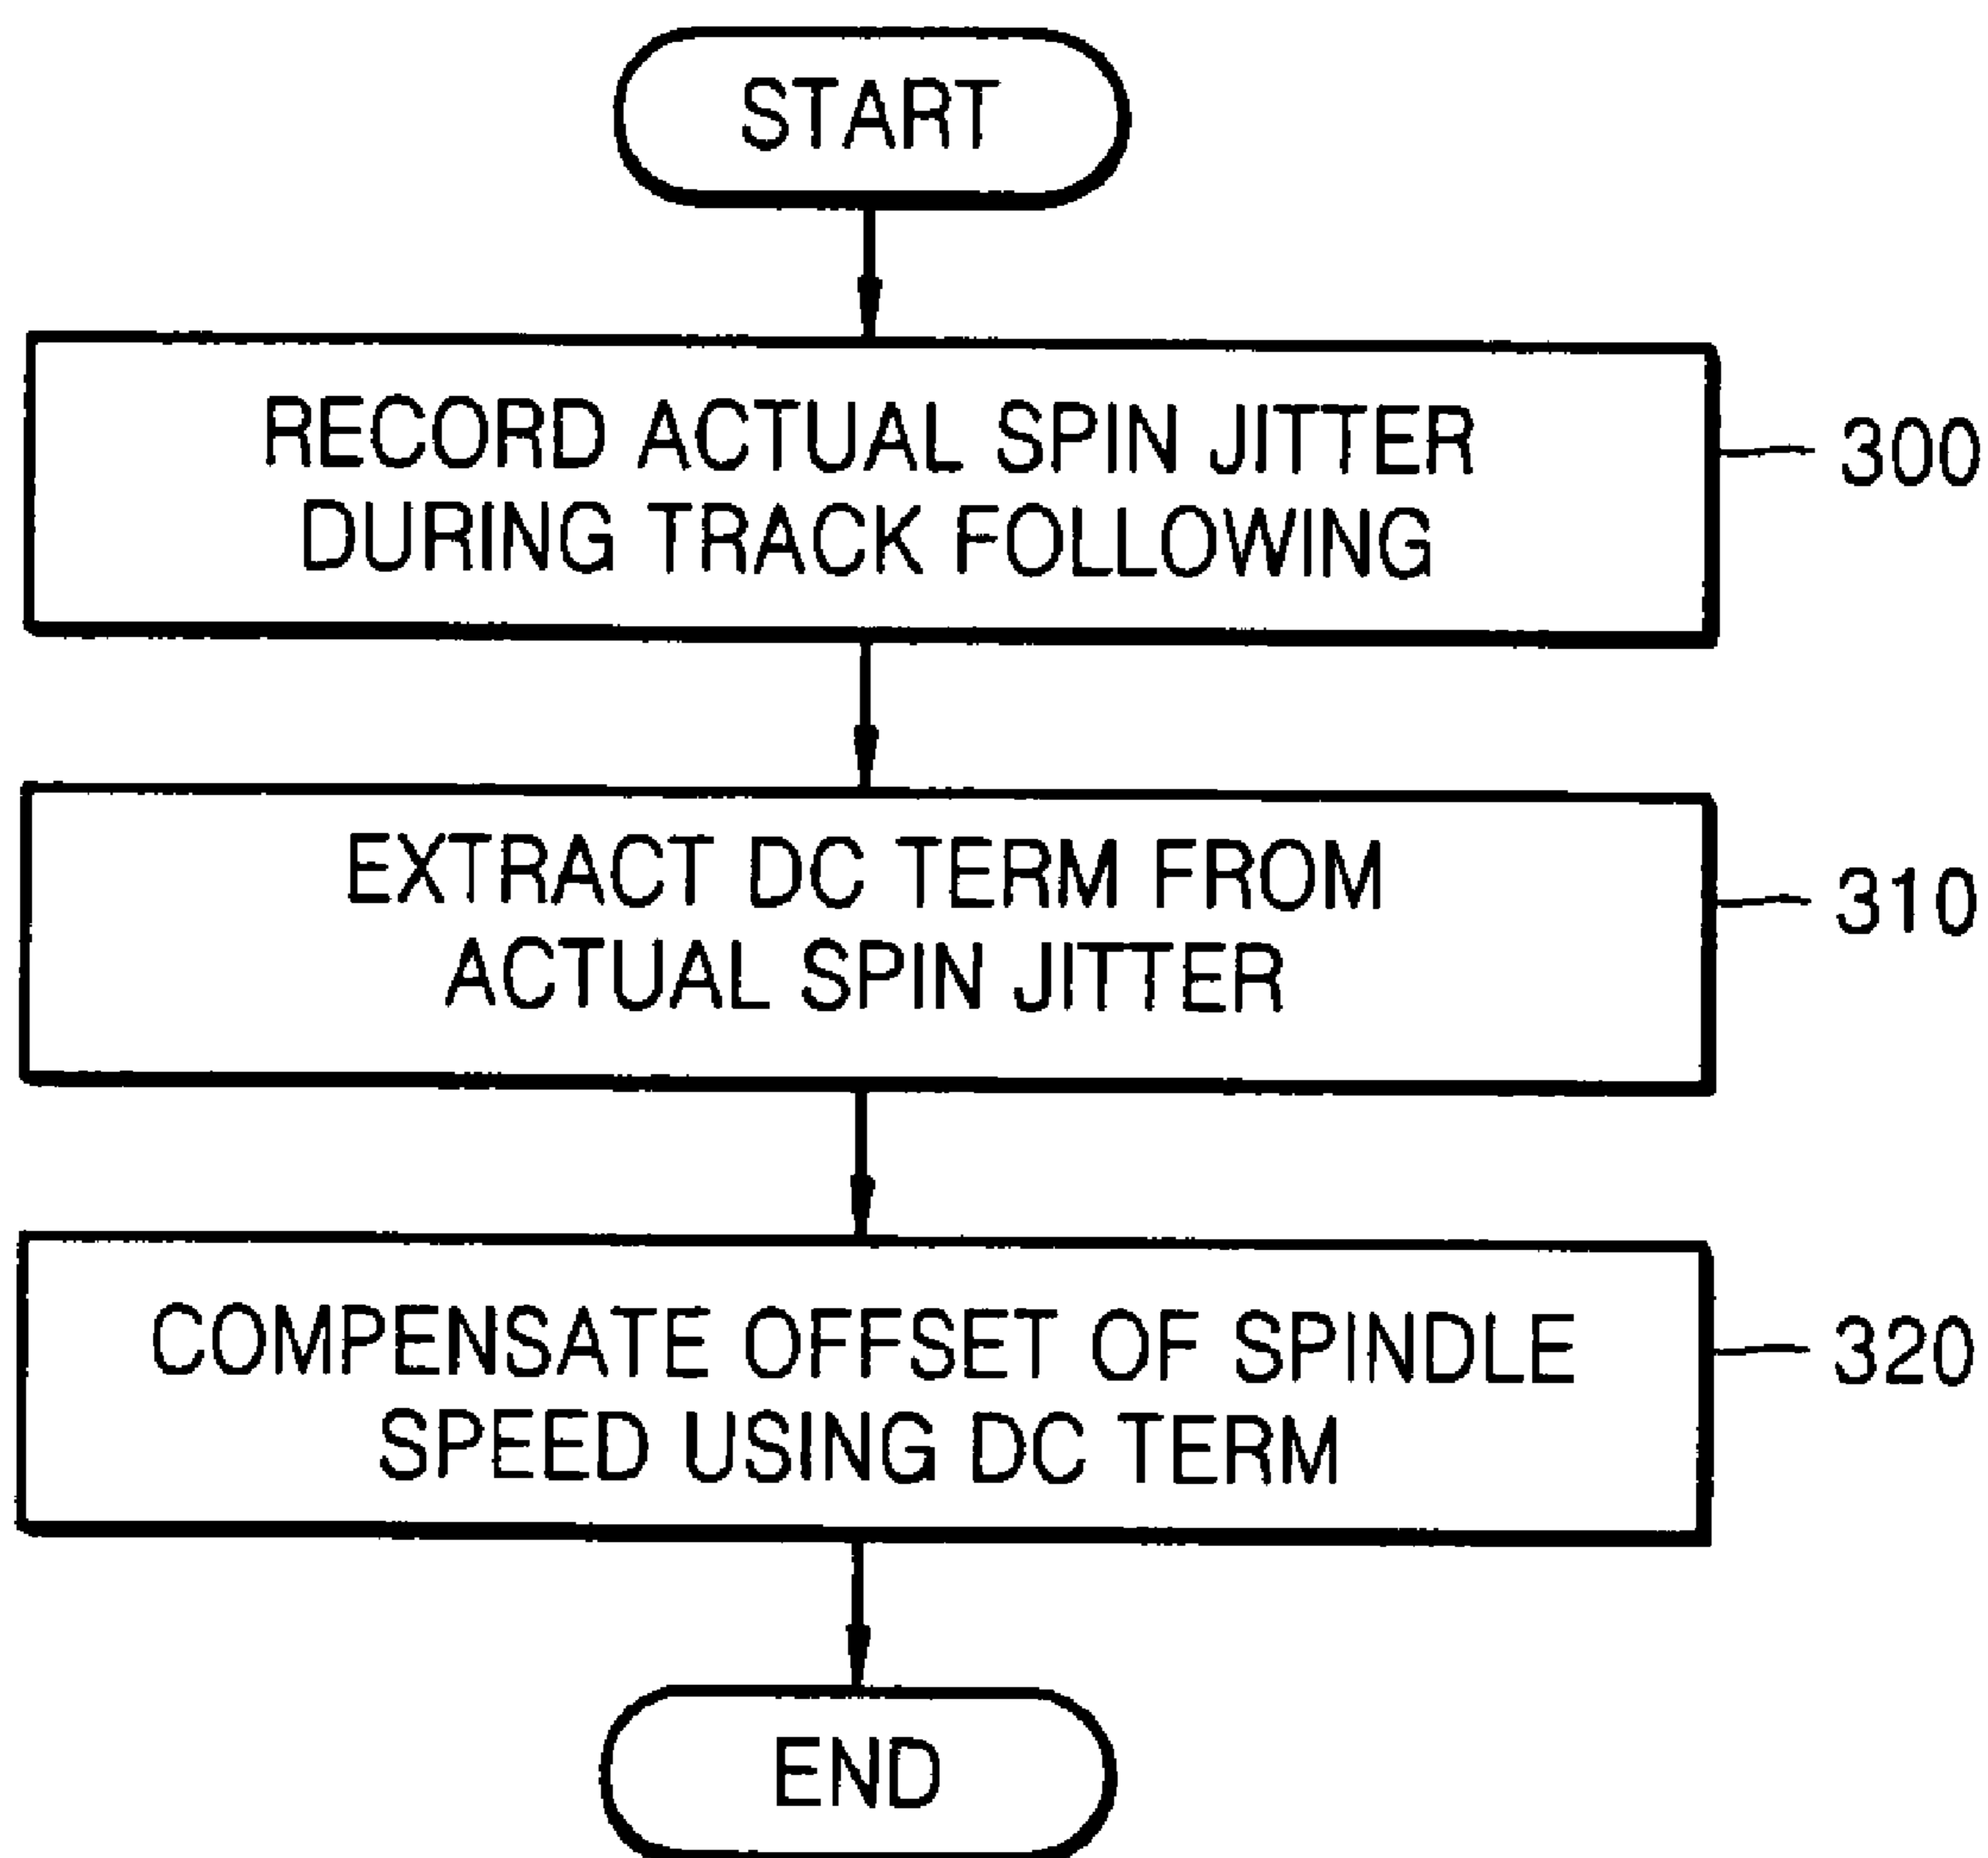 START
RECORD ACTUAL SPIN JITTER
DURING TRACK FOLLOWING
300
EXTRACT DC TERM FROM
ACTUAL SPIN JITTER
310
COMPENSATE OFFSET OF SPINDLE
SPEED USING DC TERM
320
END